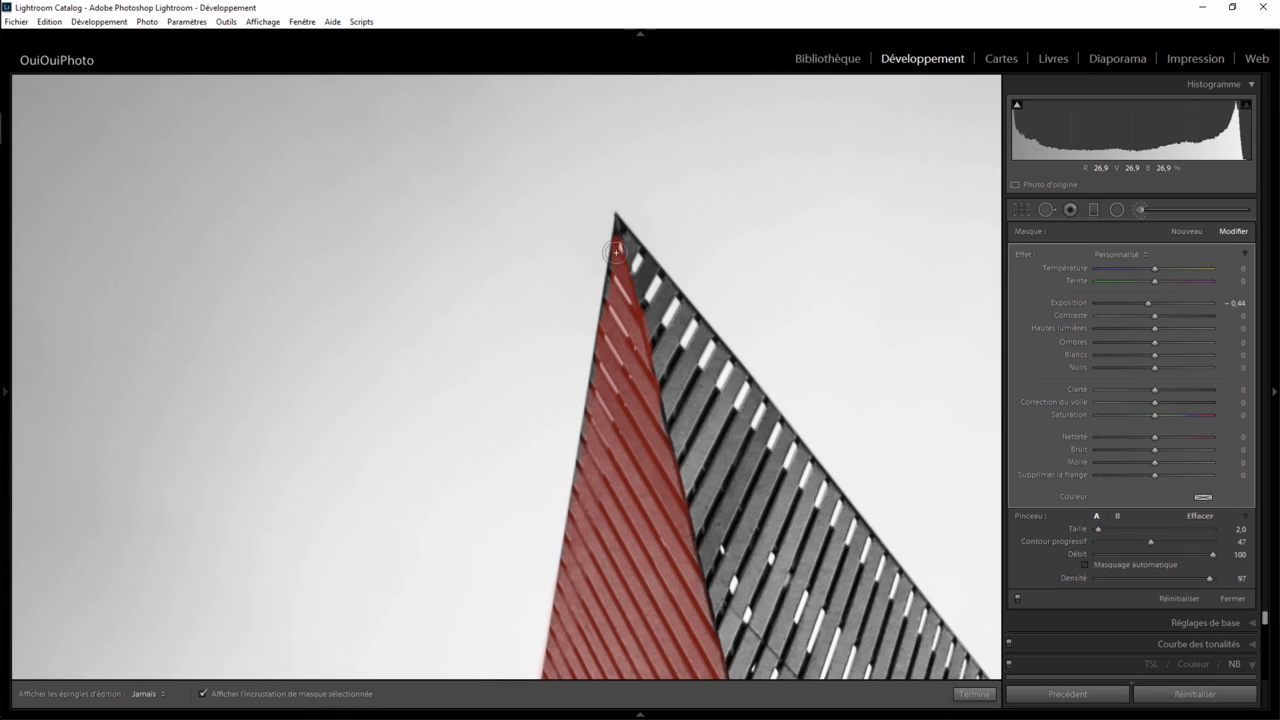 Lightroom Catalog - Adobe Photoshop Lightroom - Développement
Fichier Edition Développement Photo Paramètres Outils Affichage Fenêtre Aide Scripts
OuiOuiPhoto
Bibliothèque Développement Cartes Livres Diaporama Impression Web
Histogramme
R 26,9 V 26,9 B 26,9 %
Photo d'origine
Masque : Nouveau Modifier
Effet : Personnalisé
Température 0
Teinte 0
Exposition – 0,44
Contraste 0
Hautes lumières 0
Ombres 0
Blancs 0
Noirs 0
Clarté 0
Correction du voile 0
Saturation 0
Netteté 0
Bruit 0
Moiré 0
Supprimer la frange 0
Couleur
Pinceau : A B Effacer
Taille 2,0
Contour progressif 47
Débit 100
Masquage automatique
Densité 97
Réinitialiser Fermer
Réglages de base
Courbe des tonalités
TSL / Couleur / NB
Afficher les épingles d'édition : Jamais Afficher l'incrustation de masque sélectionnée Terminé
Précédent Réinitialiser